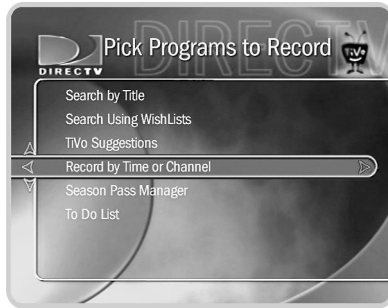 DIRECTV
Pick Programs to Record
TiVo
DIRECTV
Search by Title
Search Using WishLists
TiVo Suggestions
Record by Time or Channel
Season Pass Manager
To Do List